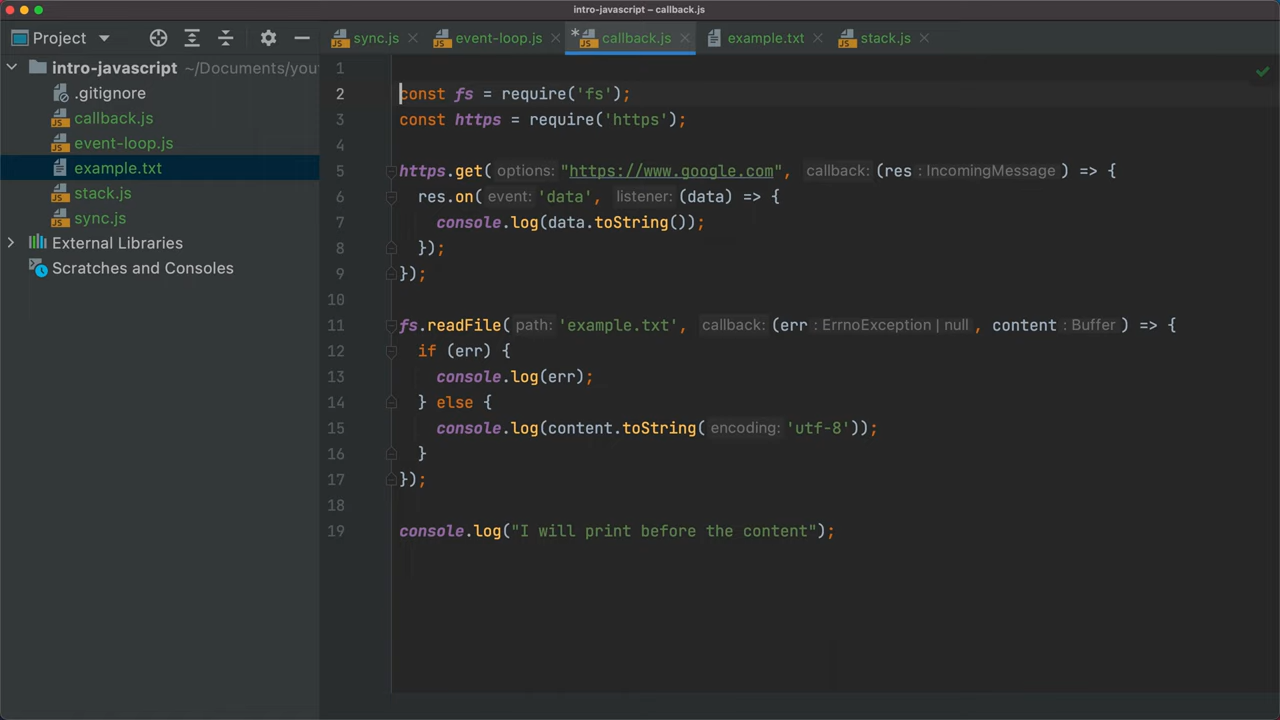 intro-javascript – callback.js
Project
sync.js
event-loop.js
*
callback.js
example.txt
stack.js
intro-javascript ~/Documents/you
.gitignore
callback.js
event-loop.js
example.txt
stack.js
sync.js
External Libraries
Scratches and Consoles
1
2 const fs = require('fs');
3 const https = require('https');
4
5 https.get( options: "https://www.google.com", callback: (res : IncomingMessage ) => {
6 res.on( event: 'data', listener: (data) => {
7 console.log(data.toString());
8 });
9 });
10
11 fs.readFile( path: 'example.txt', callback: (err : ErrnoException | null , content : Buffer ) => {
12 if (err) {
13 console.log(err);
14 } else {
15 console.log(content.toString( encoding: 'utf-8'));
16 }
17 });
18
19 console.log("I will print before the content");